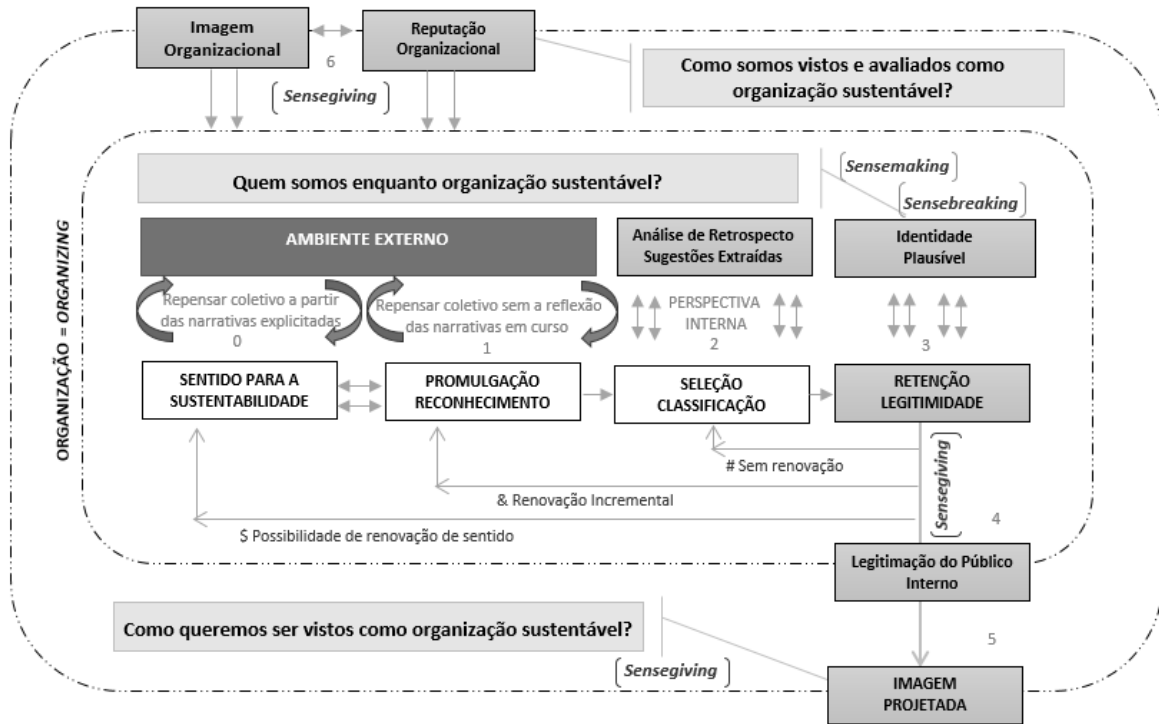 Imagem
Organizacional
Reputação
Organizacional
6
Sensegiving
Como somos vistos e avaliados como
organização sustentável?
Quem somos enquanto organização sustentável?
Sensemaking
Sensebreaking
ORGANIZAÇÃO = ORGANIZING
AMBIENTE EXTERNO
Análise de Retrospecto
Sugestões Extraídas
Identidade
Plausível
Repensar coletivo a partir
das narrativas explicitadas
0
Repensar coletivo sem a reflexão
das narrativas em curso
1
PERSPECTIVA
INTERNA
2
3
SENTIDO PARA A
SUSTENTABILIDADE
PROMULGAÇÃO
RECONHECIMENTO
SELEÇÃO
CLASSIFICAÇÃO
RETENÇÃO
LEGITIMIDADE
# Sem renovação
& Renovação Incremental
$ Possibilidade de renovação de sentido
Sensegiving
4
Legitimação do Público
Interno
Como queremos ser vistos como organização sustentável?
5
Sensegiving
IMAGEM
PROJETADA